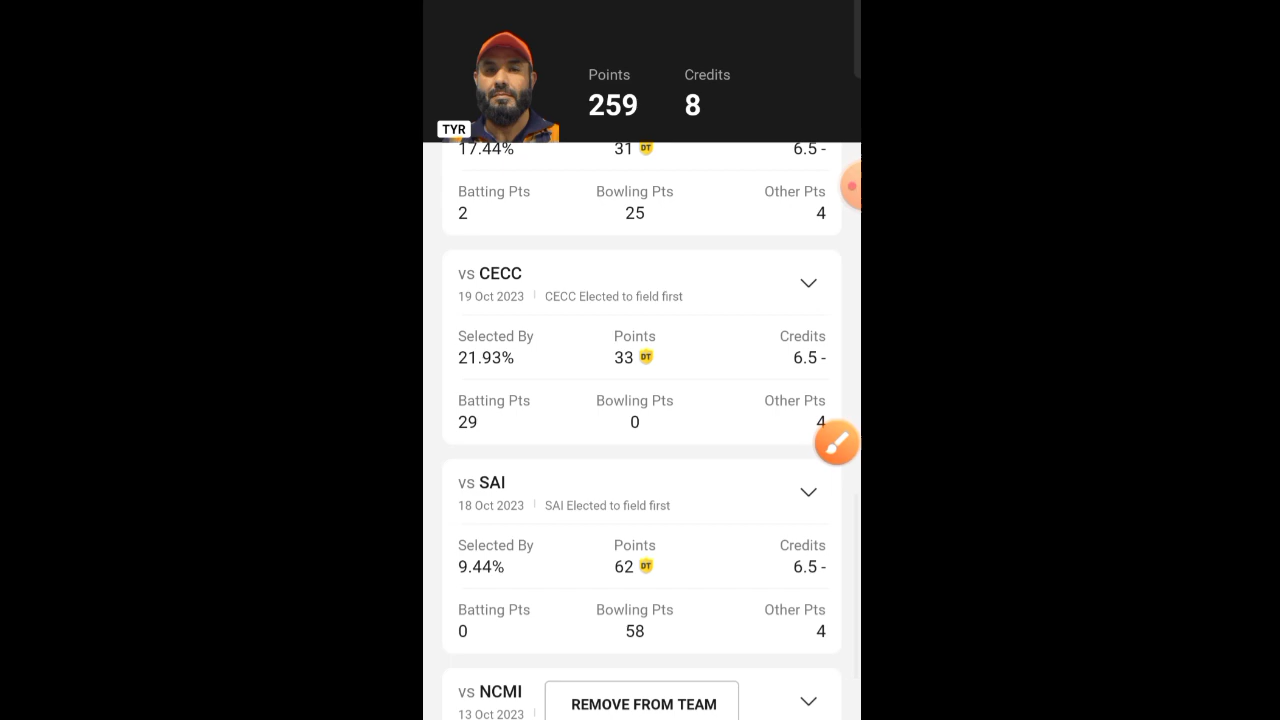 Points Credits
259 8
TYR
17.44% 31 DT 6.5 -
Batting Pts Bowling Pts Other Pts
2 25 4
vs CECC
19 Oct 2023 CECC Elected to field first
Selected By Points Credits
21.93% 33 DT 6.5 -
Batting Pts Bowling Pts Other Pts
29 0 4
vs SAI
18 Oct 2023 SAI Elected to field first
Selected By Points Credits
9.44% 62 DT 6.5 -
Batting Pts Bowling Pts Other Pts
0 58 4
vs NCMI
REMOVE FROM TEAM
13 Oct 2023